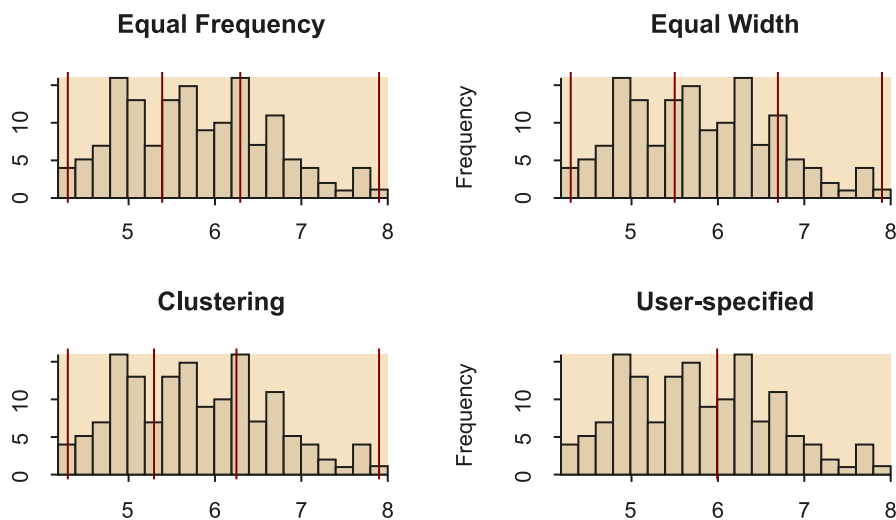 Equal Frequency
0 5 10
5 6 7 8
Equal Width
Frequency
0 5 10
5 6 7 8
Clustering
0 5 10
5 6 7 8
User-specified
Frequency
0 5 10
5 6 7 8